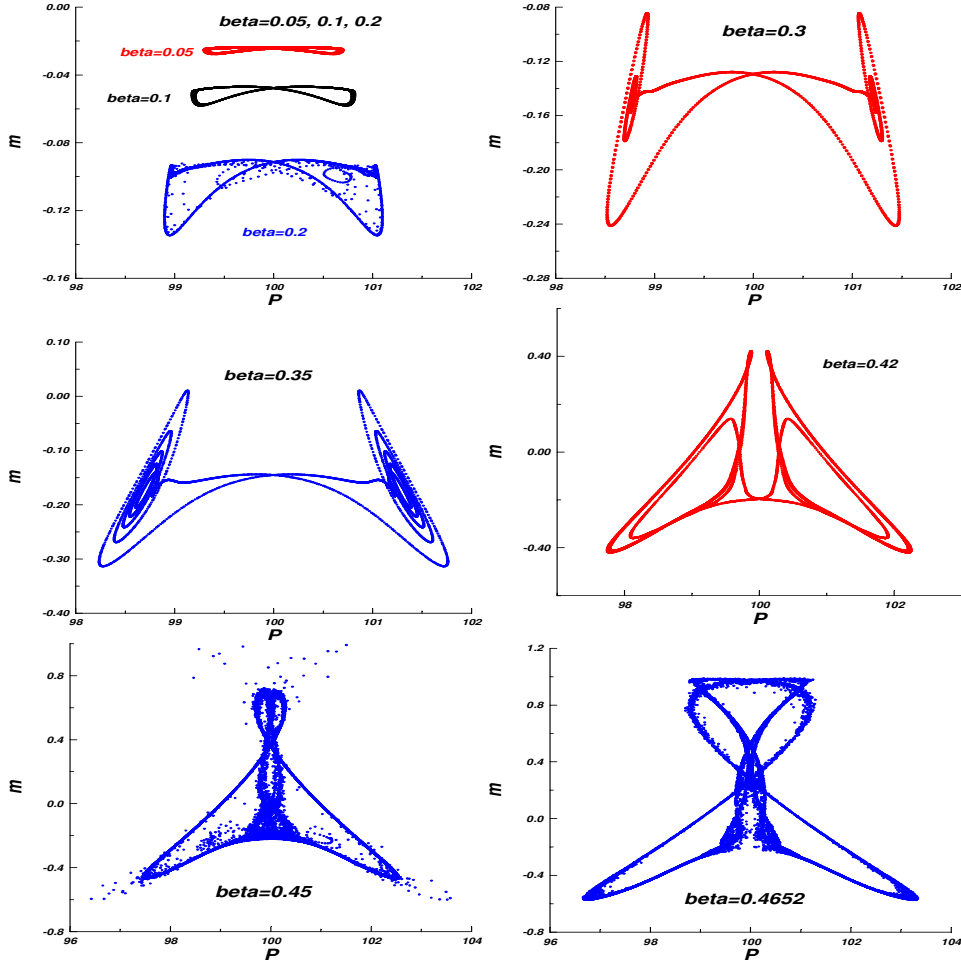 0.00
-0.04
-0.08
-0.12
-0.16
m
beta=0.05, 0.1, 0.2
beta=0.05
beta=0.1
beta=0.2
98
99
100
101
102
P
-0.08
-0.12
-0.16
-0.20
-0.24
-0.28
m
beta=0.3
98
99
100
101
102
P
0.10
0.00
-0.10
-0.20
-0.30
-0.40
m
beta=0.35
98
99
100
101
102
P
0.40
0.00
-0.40
m
beta=0.42
98
100
102
P
0.8
0.4
0.0
-0.4
-0.8
m
beta=0.45
96
98
100
102
104
P
1.2
0.8
0.4
-0.0
-0.4
-0.8
m
beta=0.4652
96
98
100
102
104
P